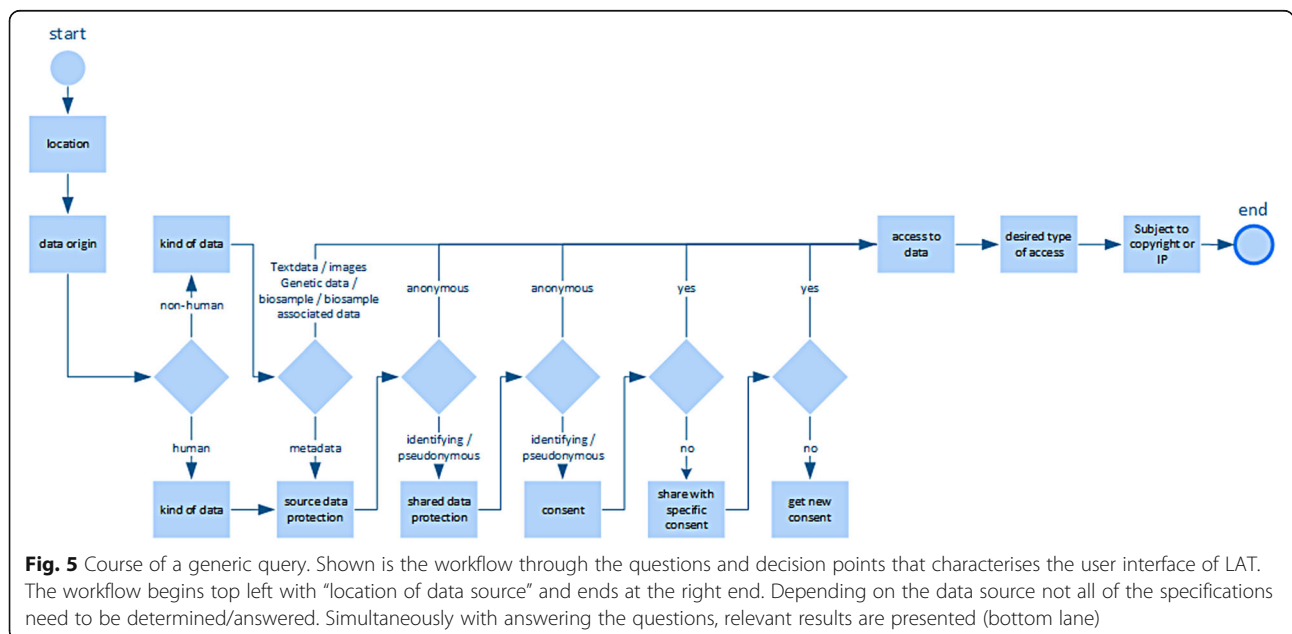 start
location
data origin
kind of data
non-human
human
kind of data
Textdata / images
Genetic data /
biosample / biosample
associated data
metadata
source data
protection
anonymous
identifying /
pseudonymous
shared data
protection
anonymous
identifying /
pseudonymous
consent
yes
no
share with
specific
consent
yes
no
get new
consent
access to
data
desired type
of access
Subject to
copyright or
IP
end
Fig. 5 Course of a generic query. Shown is the workflow through the questions and decision points that characterises the user interface of LAT.
The workflow begins top left with “location of data source” and ends at the right end. Depending on the data source not all of the specifications
need to be determined/answered. Simultaneously with answering the questions, relevant results are presented (bottom lane)